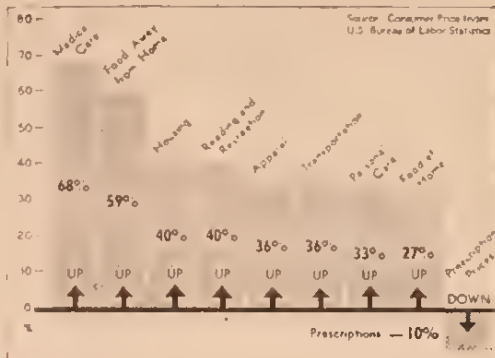 Source: Consumer Price Index
U.S. Bureau of Labor Statistics
80
70
60
50
40
30
20
10
0
%
Medical Care
Food Away from Home
Housing
Reading and Recreation
Apparel
Transportation
Personal Care
Food at Home
Prescription Prices
68%
59%
40%
40%
36%
36%
33%
27%
UP
UP
UP
UP
UP
UP
UP
UP
DOWN
Prescriptions — 10%